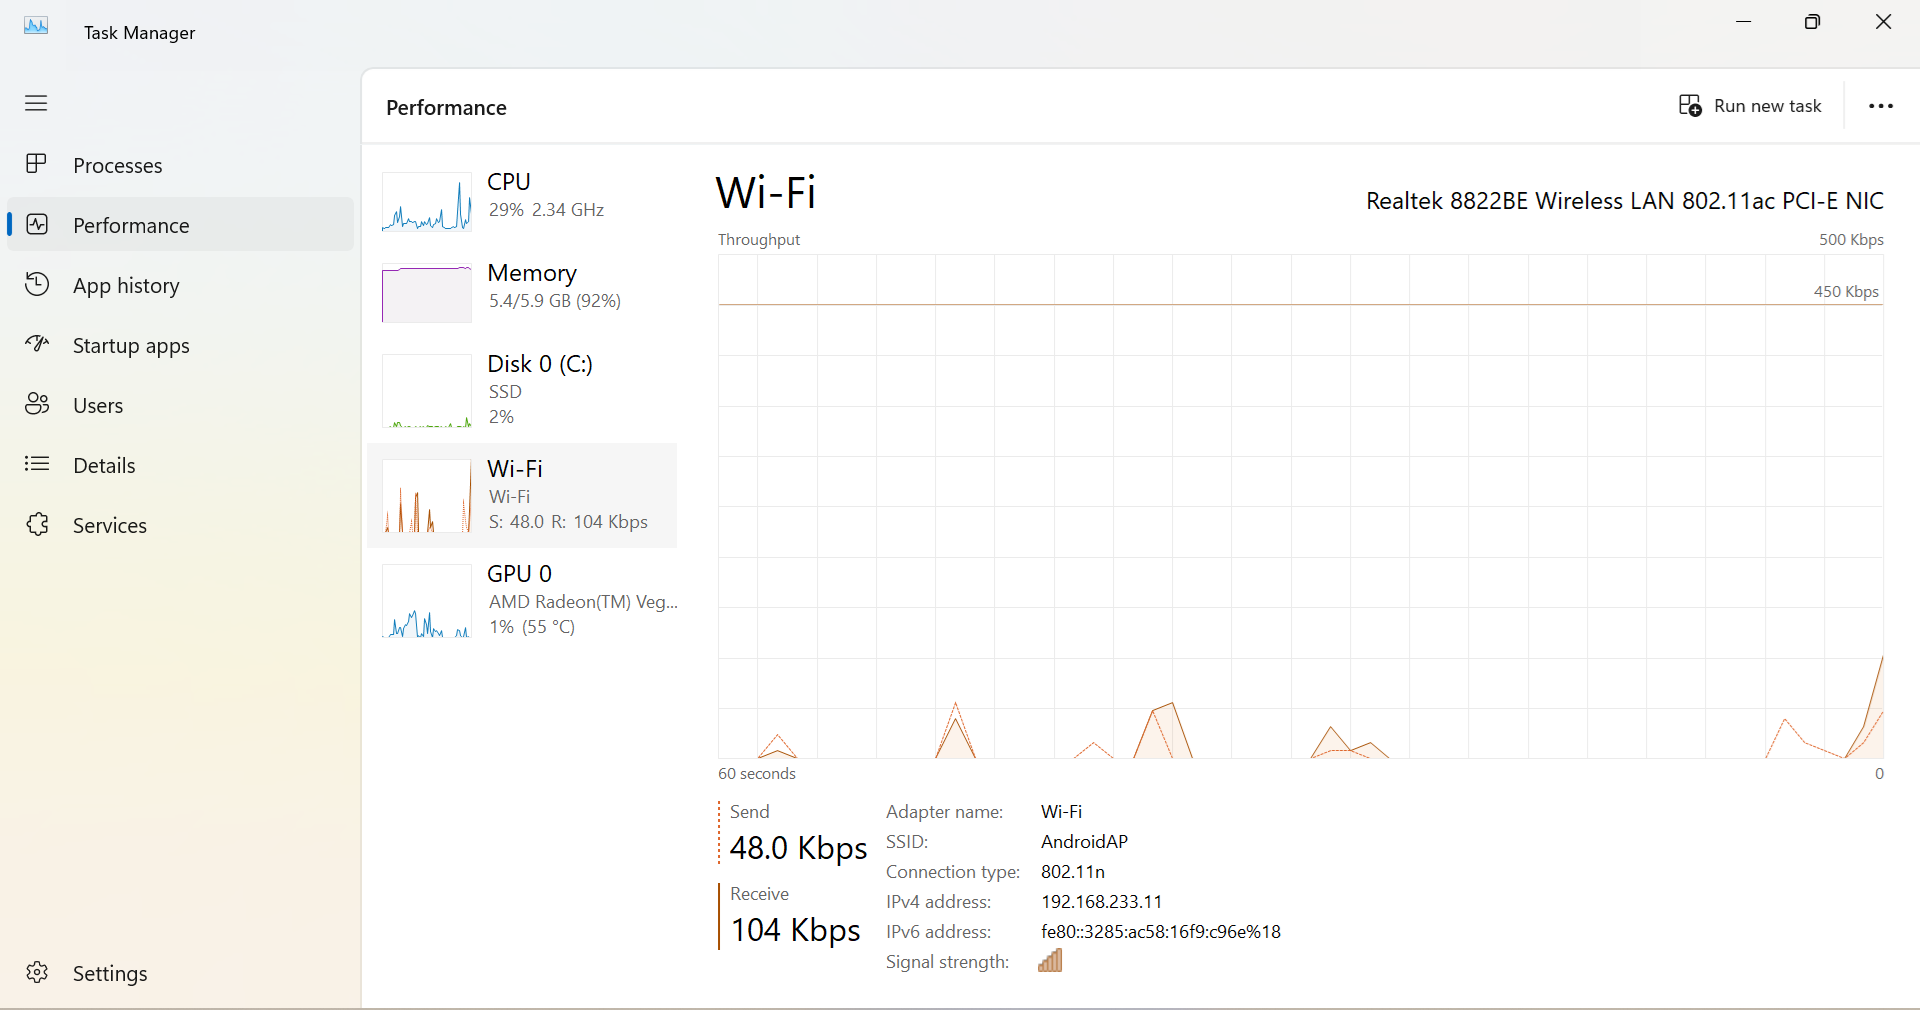 Task Manager
Processes
Performance
App history
Startup apps
Users
Details
Services
Settings
Performance
Run new task
CPU
29% 2.34 GHz
Memory
5.4/5.9 GB (92%)
Disk 0 (C:)
SSD
2%
Wi-Fi
Wi-Fi
S: 48.0 R: 104 Kbps
GPU 0
AMD Radeon(TM) Veg...
1% (55 °C)
Wi-Fi
Realtek 8822BE Wireless LAN 802.11ac PCI-E NIC
Throughput
500 Kbps
450 Kbps
60 seconds
0
Send
48.0 Kbps
Receive
104 Kbps
Adapter name: Wi-Fi
SSID: AndroidAP
Connection type: 802.11n
IPv4 address: 192.168.233.11
IPv6 address: fe80::3285:ac58:16f9:c96e%18
Signal strength: